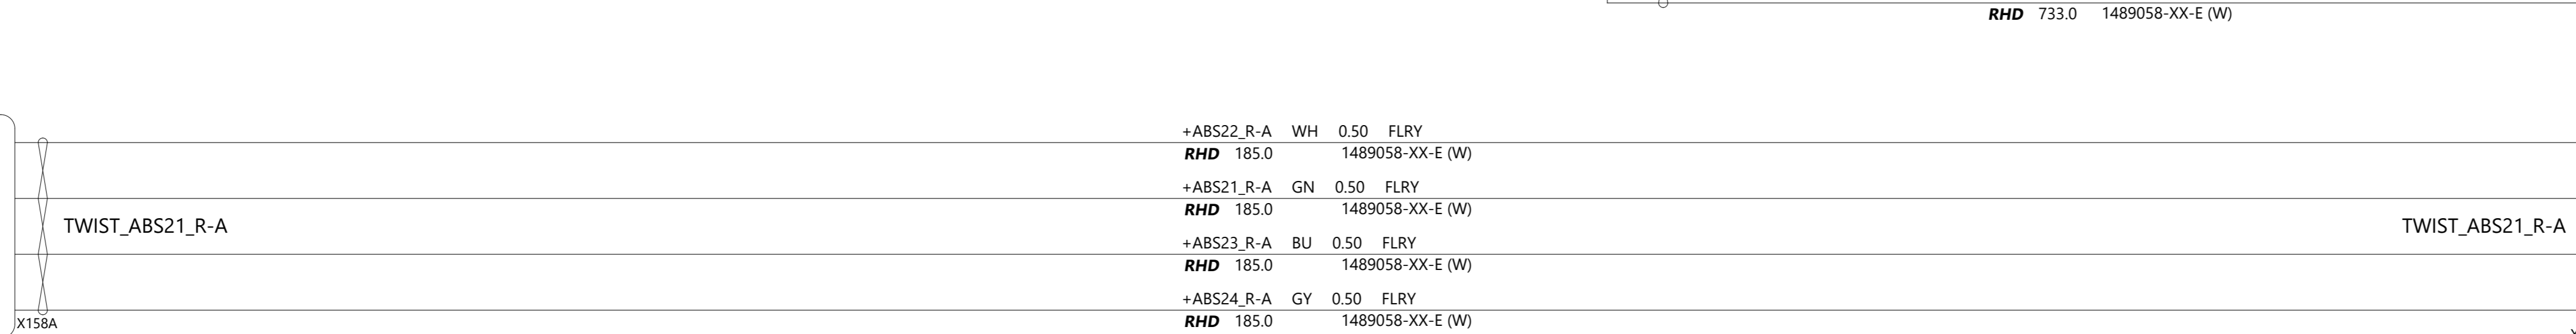 RHD 733.0 1489058-XX-E (W)
+ABS22_R-A WH 0.50 FLRY
RHD 185.0 1489058-XX-E (W)
+ABS21_R-A GN 0.50 FLRY
RHD 185.0 1489058-XX-E (W)
TWIST_ABS21_R-A TWIST_ABS21_R-A
+ABS23_R-A BU 0.50 FLRY
RHD 185.0 1489058-XX-E (W)
+ABS24_R-A GY 0.50 FLRY
X158A
RHD 185.0 1489058-XX-E (W)